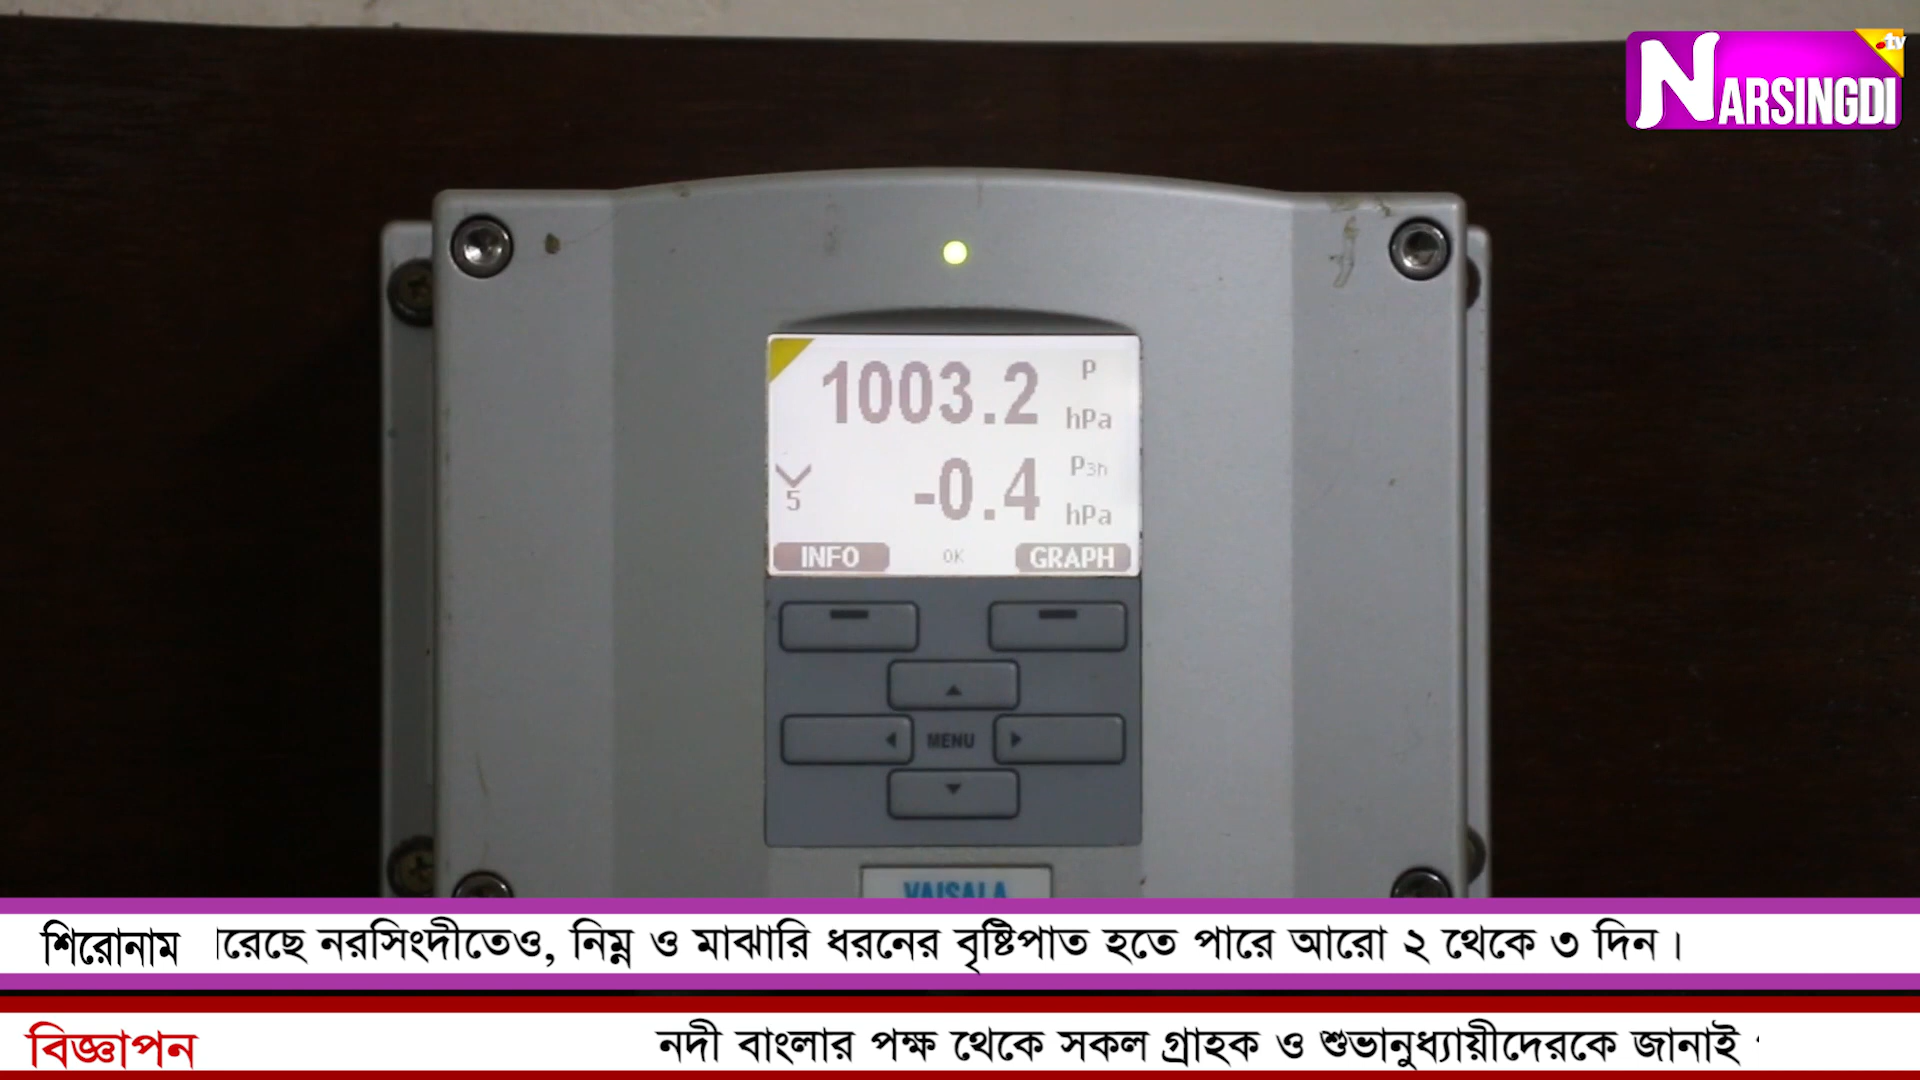 NARSINGDI .tv
1003.2 P hPa
5 -0.4 P3h hPa
INFO OK GRAPH
MENU
VAISALA
শিরোনাম রেছে নরসিংদীতেও, নিম্ন ও মাঝারি ধরনের বৃষ্টিপাত হতে পারে আরো ২ থেকে ৩ দিন।
বিজ্ঞাপন নদী বাংলার পক্ষ থেকে সকল গ্রাহক ও শুভানুধ্যায়ীদেরকে জানাই